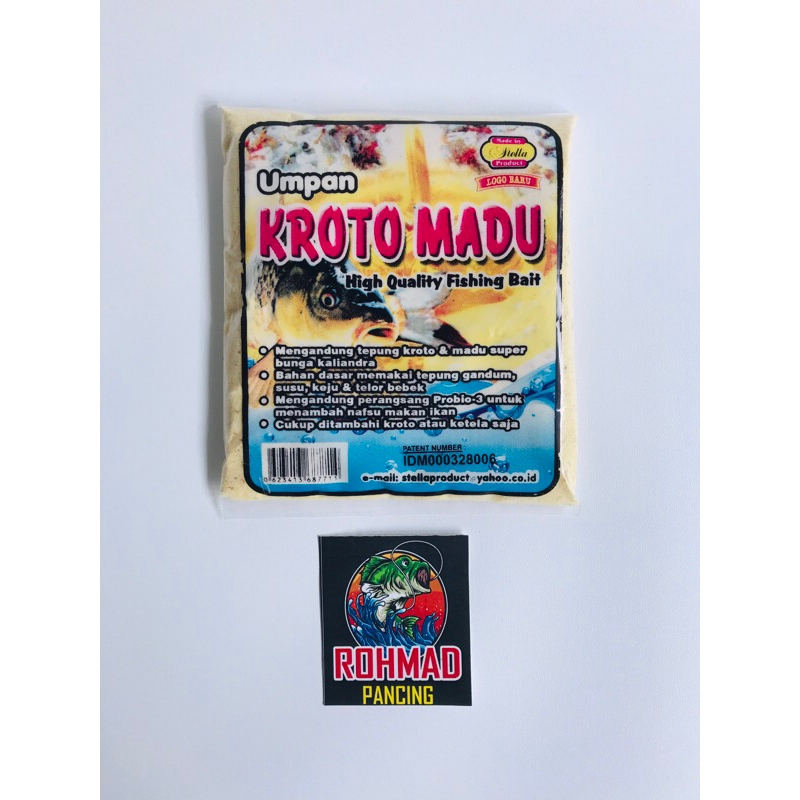 Made in
Stella
Product
LOGO BARU
Umpan
KROTO MADU
High Quality Fishing Bait
• Mengandung tepung kroto & madu super
bunga kaliandra
• Bahan dasar memakai tepung gandum,
susu, keju & telor bebek
• Mengandung perangsang Probio-3 untuk
menambah nafsu makan ikan
• Cukup ditambahi kroto atau ketela saja
PATENT NUMBER
IDM000328006
e-mail: stellaproduct@yahoo.co.id
ROHMAD
PANCING